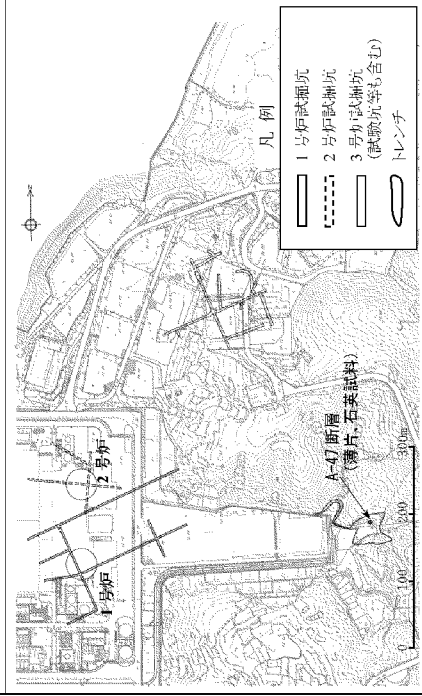 凡 例
1 号炉試掘坑
2 号炉試掘坑
3 号炉試掘坑
(試験坑等も含む)
トレンチ
1 号炉
2 号炉
A-47断層
(薄片, 石英試料)
0 100 200 300m